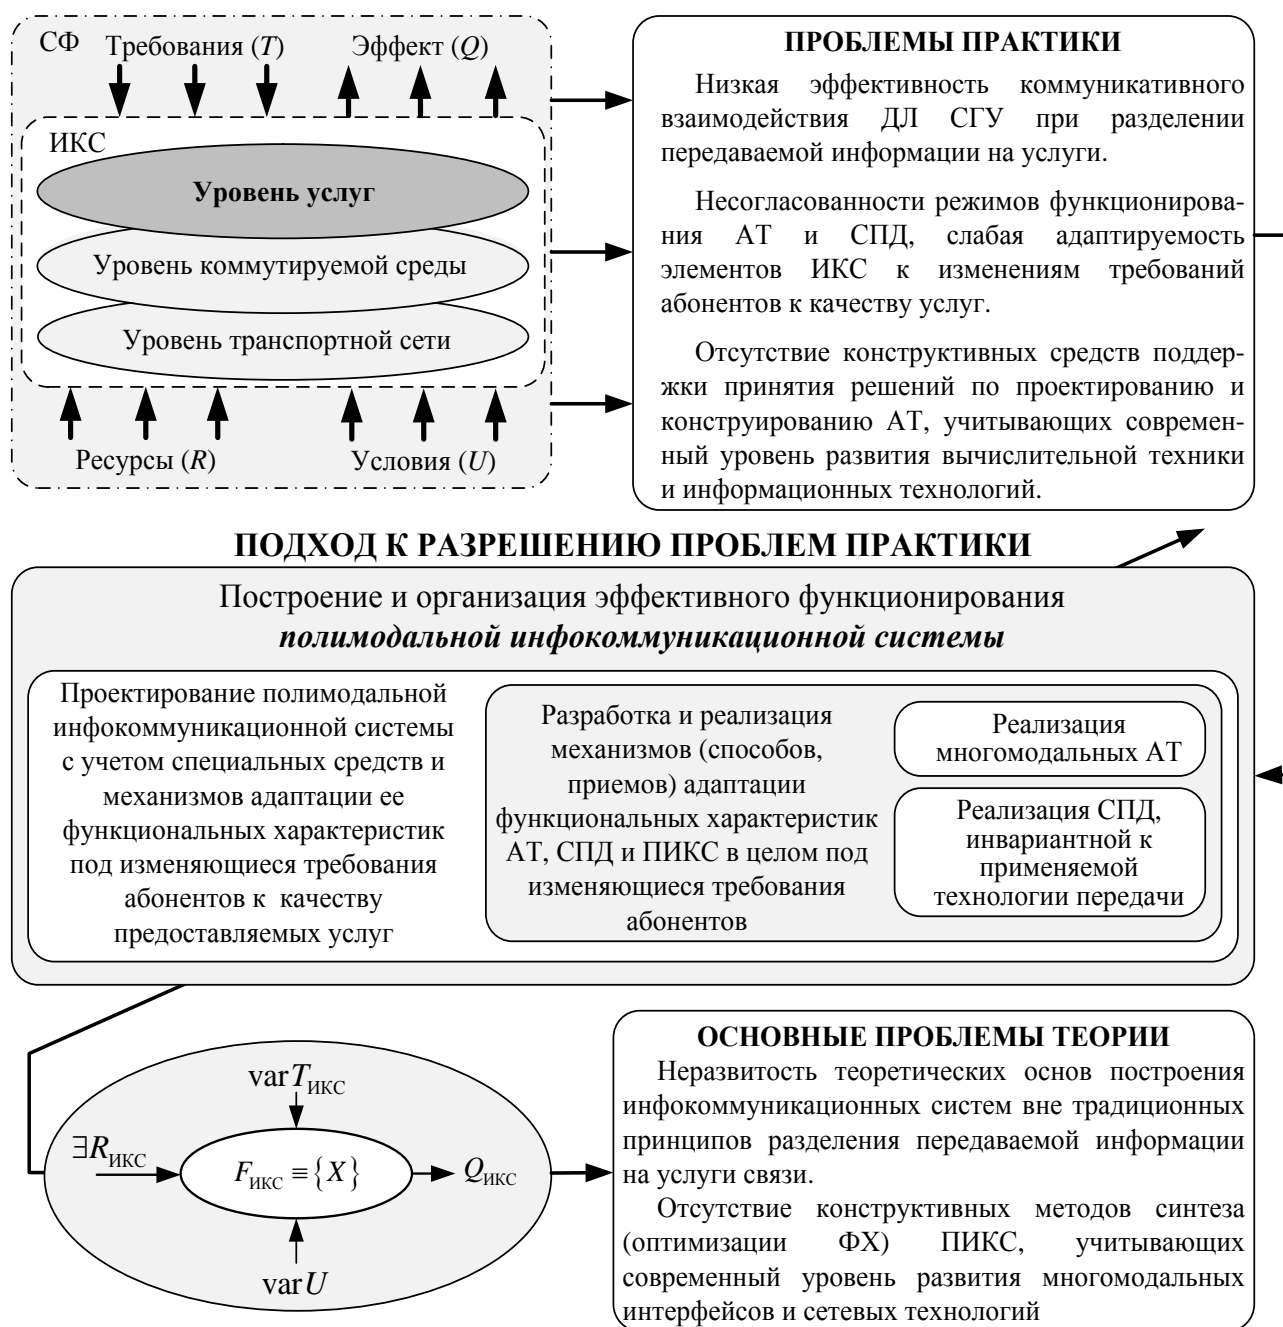 СФ
Требования (T)
Эффект (Q)
ИКС
Уровень услуг
Уровень коммутируемой среды
Уровень транспортной сети
Ресурсы (R)
Условия (U)
ПРОБЛЕМЫ ПРАКТИКИ
Низкая эффективность коммуникативного
взаимодействия ДЛ СГУ при разделении
передаваемой информации на услуги.
Несогласованности режимов функционирова-
ния АТ и СПД, слабая адаптируемость
элементов ИКС к изменениям требований
абонентов к качеству услуг.
Отсутствие конструктивных средств поддер-
жки принятия решений по проектированию и
конструированию АТ, учитывающих современ-
ный уровень развития вычислительной техники
и информационных технологий.
ПОДХОД К РАЗРЕШЕНИЮ ПРОБЛЕМ ПРАКТИКИ
Построение и организация эффективного функционирования
полимодальной инфокоммуникационной системы
Проектирование полимодальной
инфокоммуникационной системы
с учетом специальных средств и
механизмов адаптации ее
функциональных характеристик
под изменяющиеся требования
абонентов к качеству
предоставляемых услуг
Разработка и реализация
механизмов (способов,
приемов) адаптации
функциональных характеристик
АТ, СПД и ПИКС в целом под
изменяющиеся требования
абонентов
Реализация
многомодальных АТ
Реализация СПД,
инвариантной к
применяемой
технологии передачи
var T ИКС
∃R ИКС
F ИКС ≡ {X}
Q ИКС
var U
ОСНОВНЫЕ ПРОБЛЕМЫ ТЕОРИИ
Неразвитость теоретических основ построения
инфокоммуникационных систем вне традиционных
принципов разделения передаваемой информации
на услуги связи.
Отсутствие конструктивных методов синтеза
(оптимизации ФХ) ПИКС, учитывающих
современный уровень развития многомодальных
интерфейсов и сетевых технологий